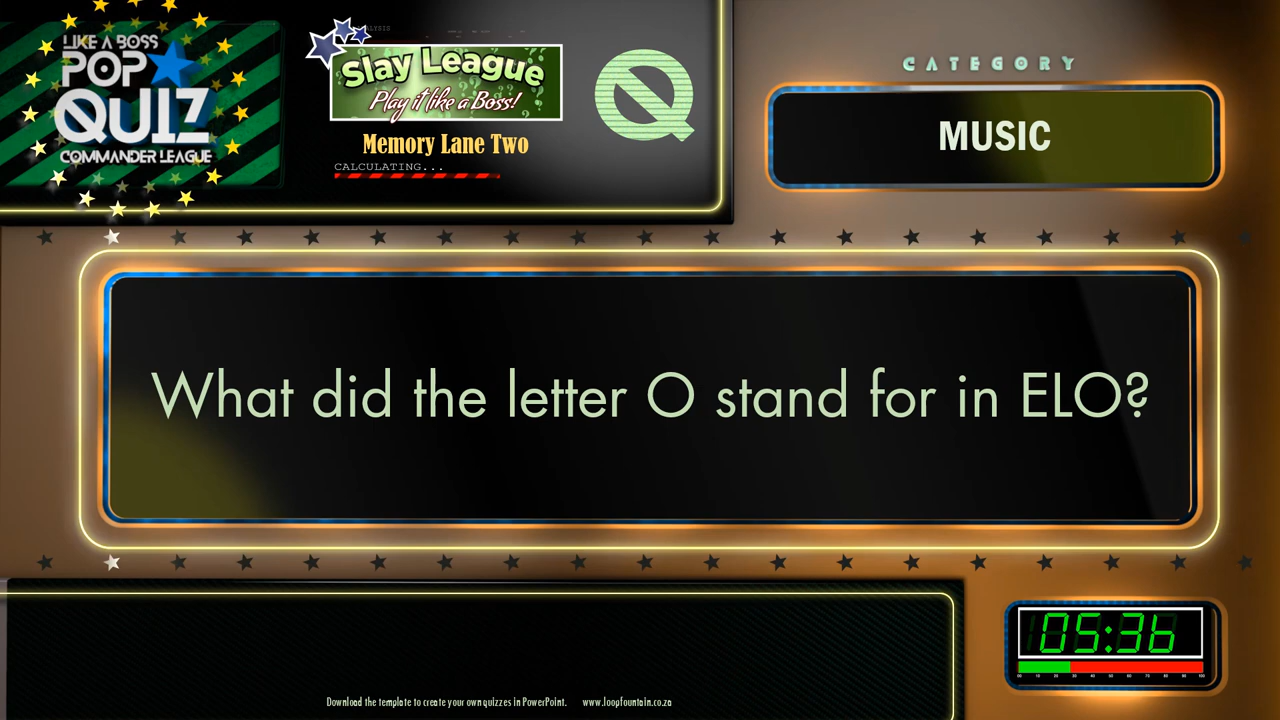 LIKE A BOSS
POP
QUIZ
COMMANDER LEAGUE
Slay League
Play it like a Boss!
Memory Lane Two
CALCULATING...
Q
CATEGORY
MUSIC
What did the letter O stand for in ELO?
05:36
Download the template to create your own quizzes in PowerPoint. www.loopfountain.co.za